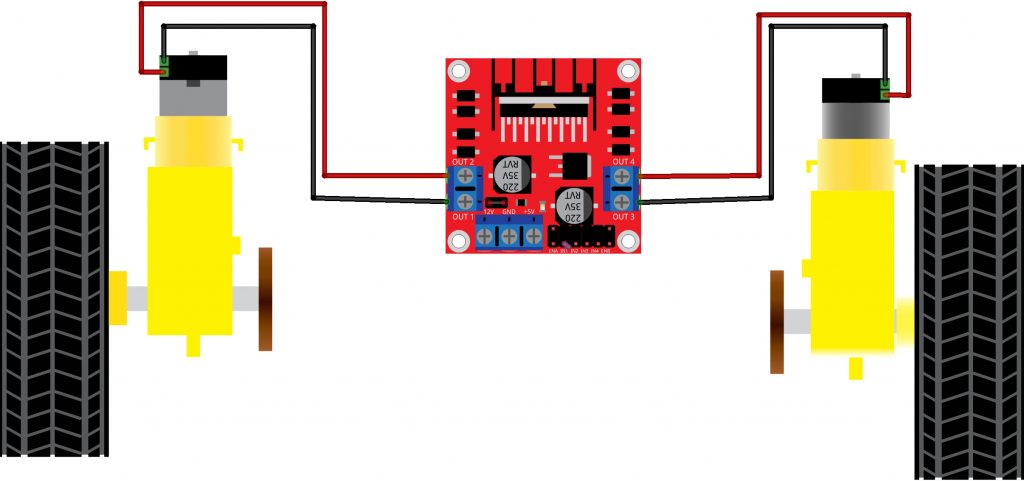 OUT 2
OUT 4
220
35V
RVT
220
35V
RVT
OUT 1
OUT 3
12V GND +5V
ENA IN1 IN2 IN3 IN4 ENB